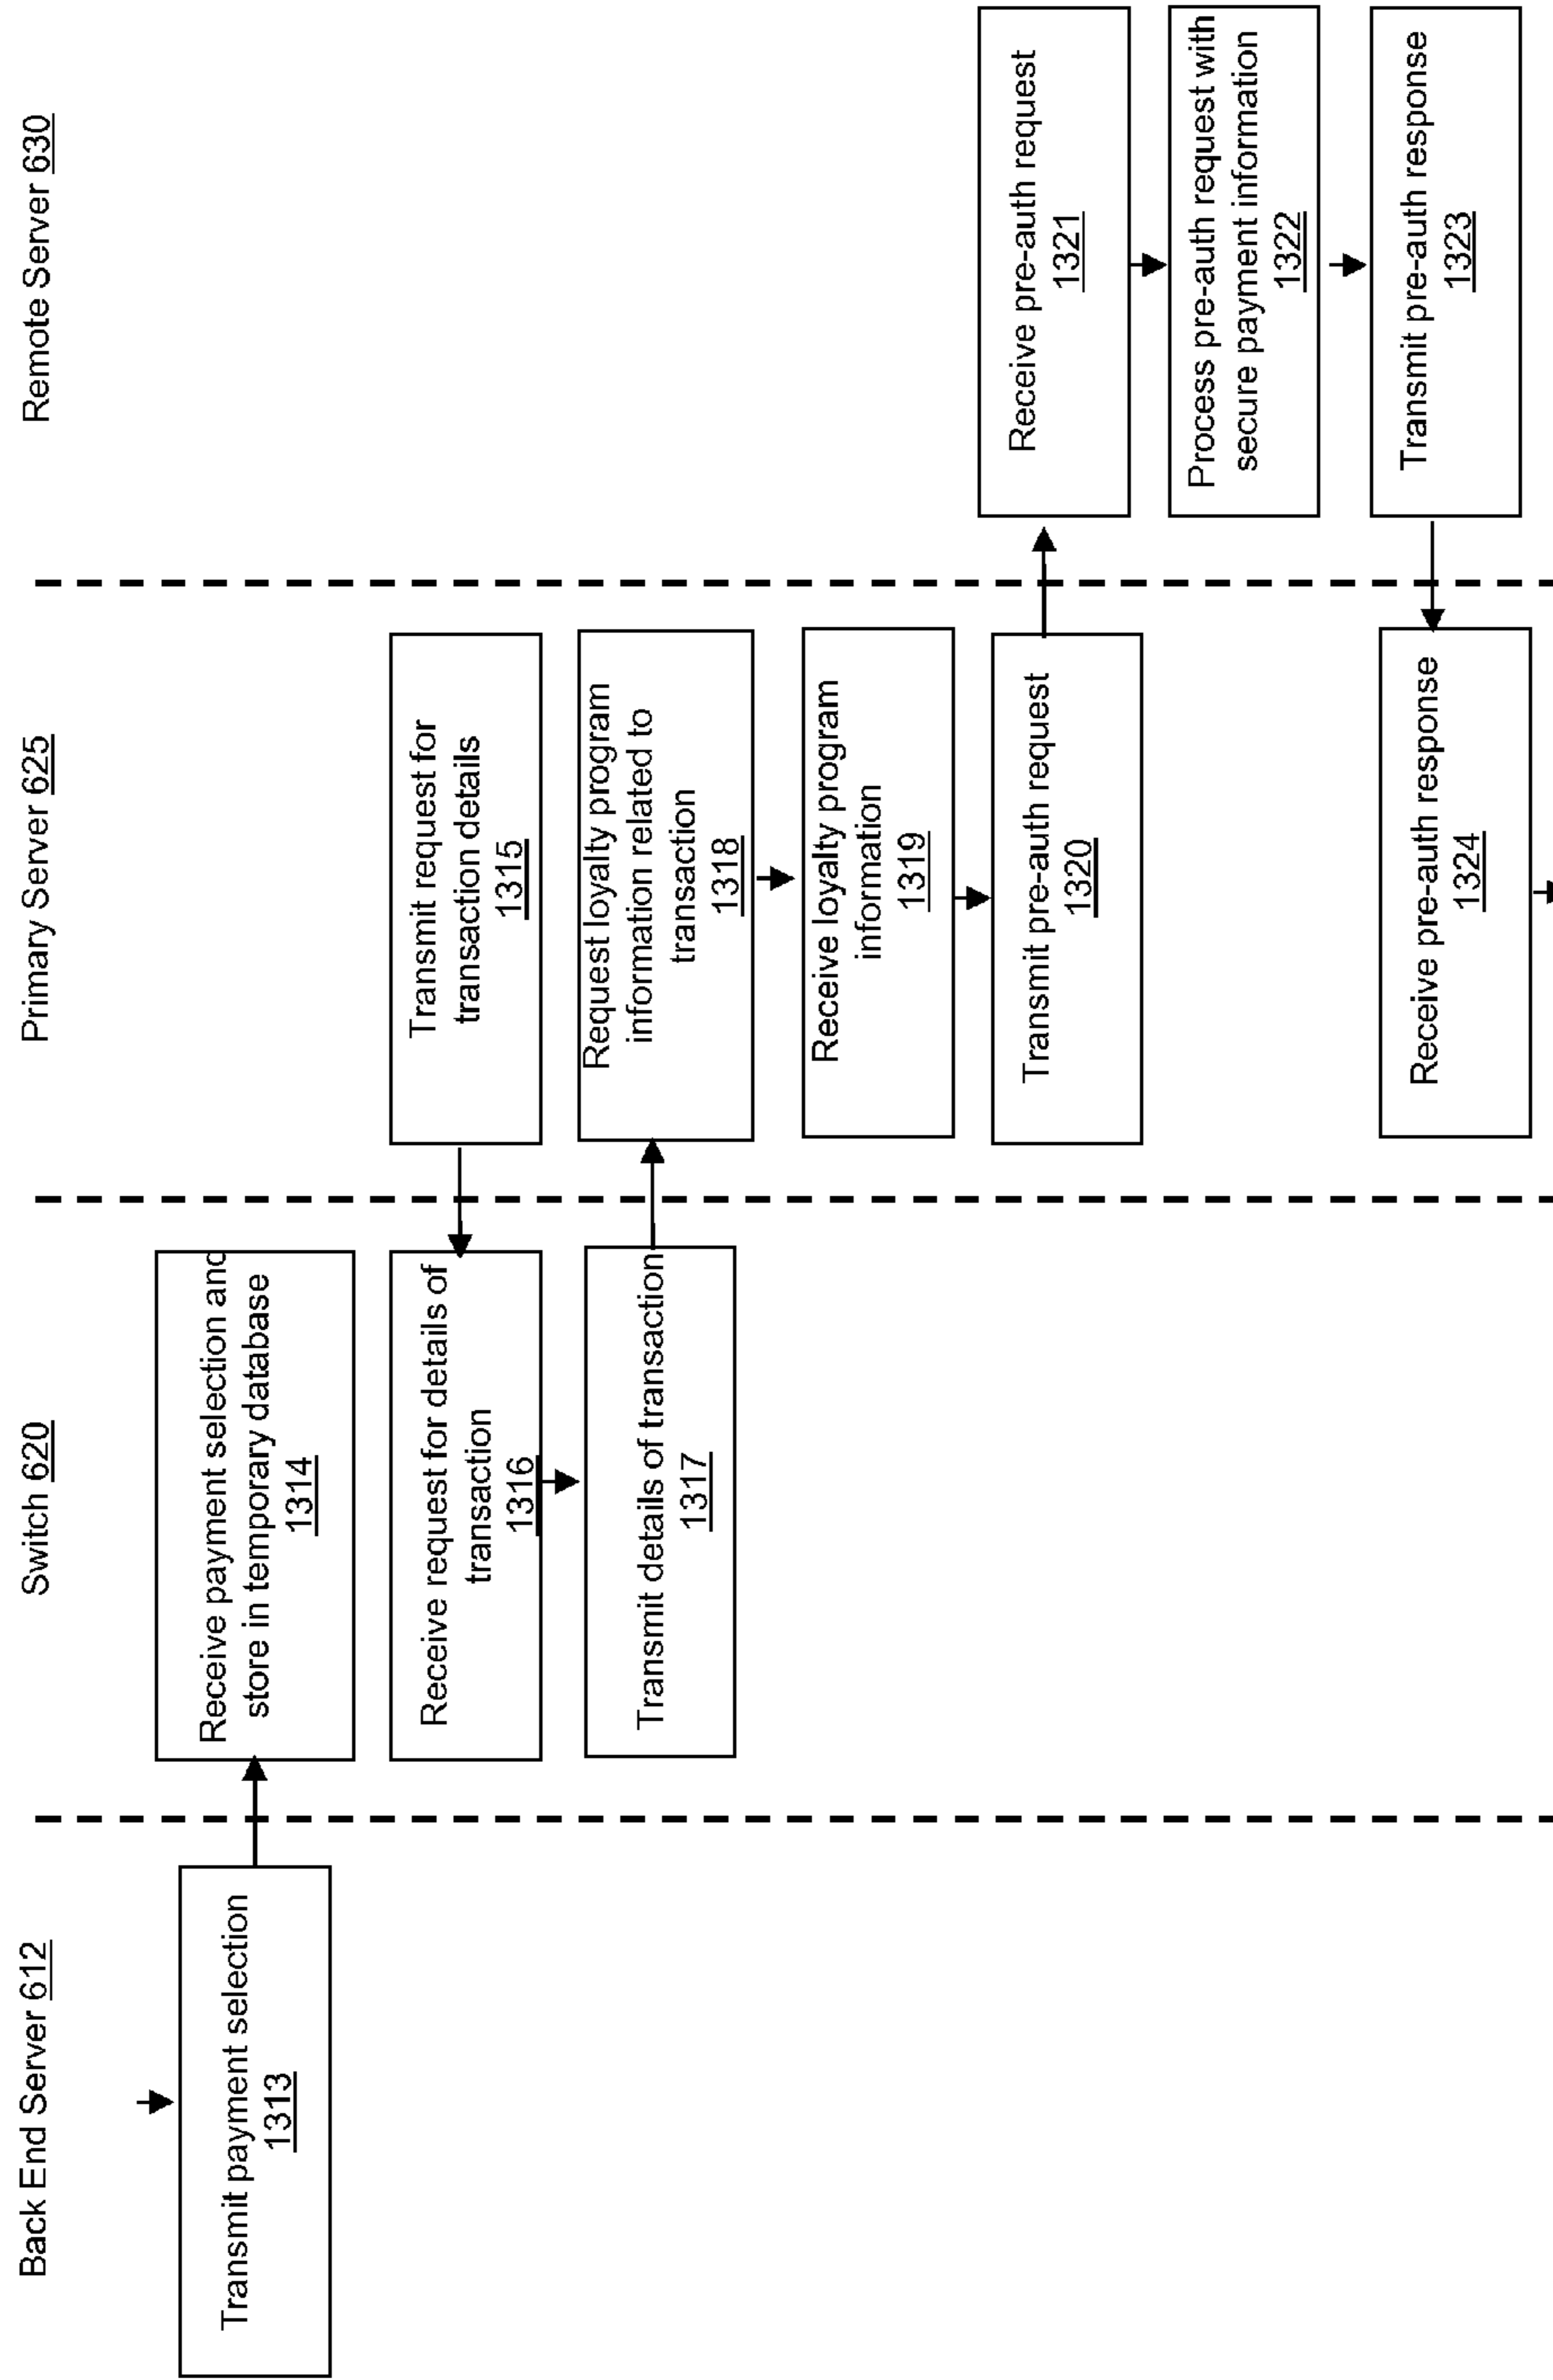 Back End Server 612
Switch 620
Primary Server 625
Remote Server 630
Transmit payment selection
1313
Receive payment selection and
store in temporary database
1314
Transmit request for
transaction details
1315
Receive request for details of
transaction
1316
Transmit details of transaction
1317
Request loyalty program
information related to
transaction
1318
Receive loyalty program
information
1319
Transmit pre-auth request
1320
Receive pre-auth request
1321
Process pre-auth request with
secure payment information
1322
Transmit pre-auth response
1323
Receive pre-auth response
1324